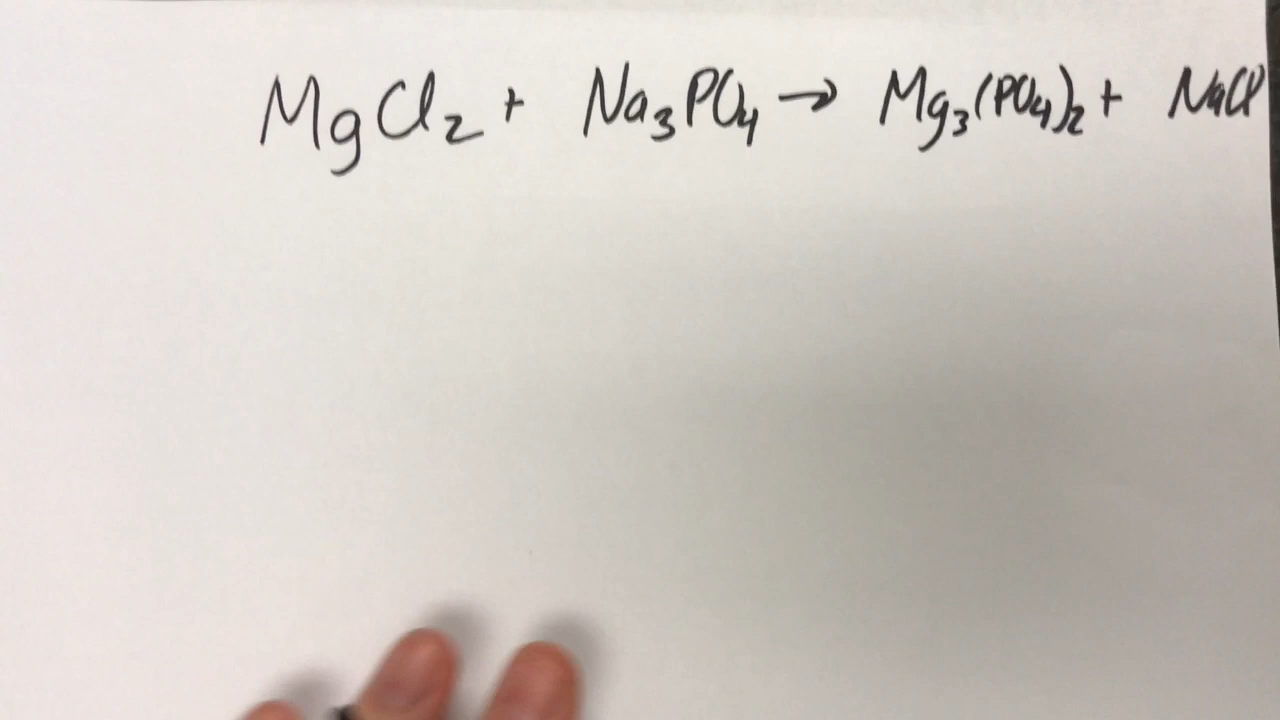 MgCl₂ + Na₃PO₄ → Mg₃(PO₄)₂ + NaCl